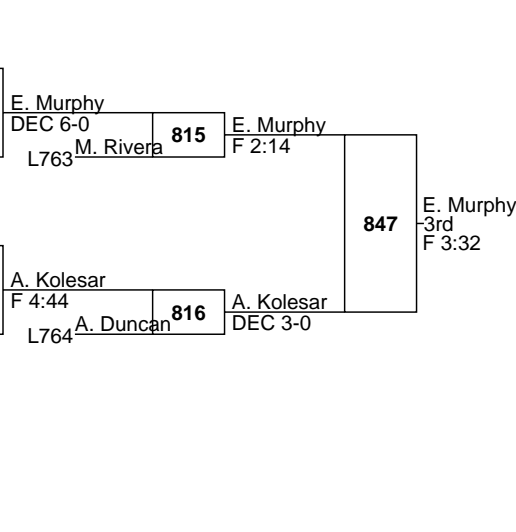 E. Murphy
DEC 6-0
L763 M. Rivera
815
E. Murphy
F 2:14
847
E. Murphy
3rd
F 3:32
A. Kolesar
F 4:44
L764 A. Duncan
816
A. Kolesar
DEC 3-0